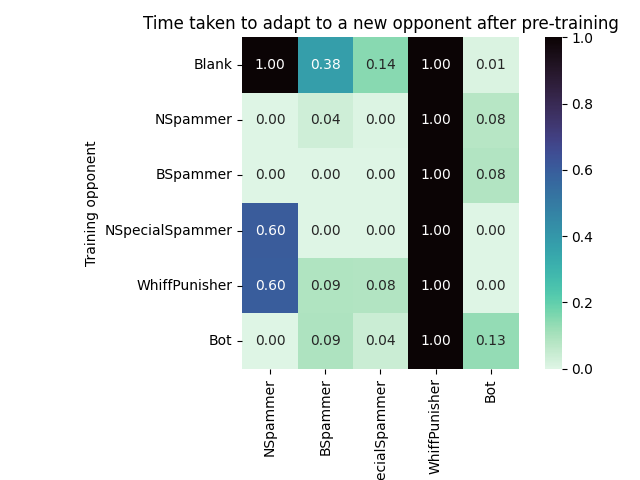 Time taken to adapt to a new opponent after pre-training
Training opponent
Blank 1.00 0.38 0.14 1.00 0.01
NSpammer 0.00 0.04 0.00 1.00 0.08
BSpammer 0.00 0.00 0.00 1.00 0.08
NSpecialSpammer 0.60 0.00 0.00 1.00 0.00
WhiffPunisher 0.60 0.09 0.08 1.00 0.00
Bot 0.00 0.09 0.04 1.00 0.13
NSpammer
BSpammer
ecialSpammer
WhiffPunisher
Bot
1.0
0.8
0.6
0.4
0.2
0.0